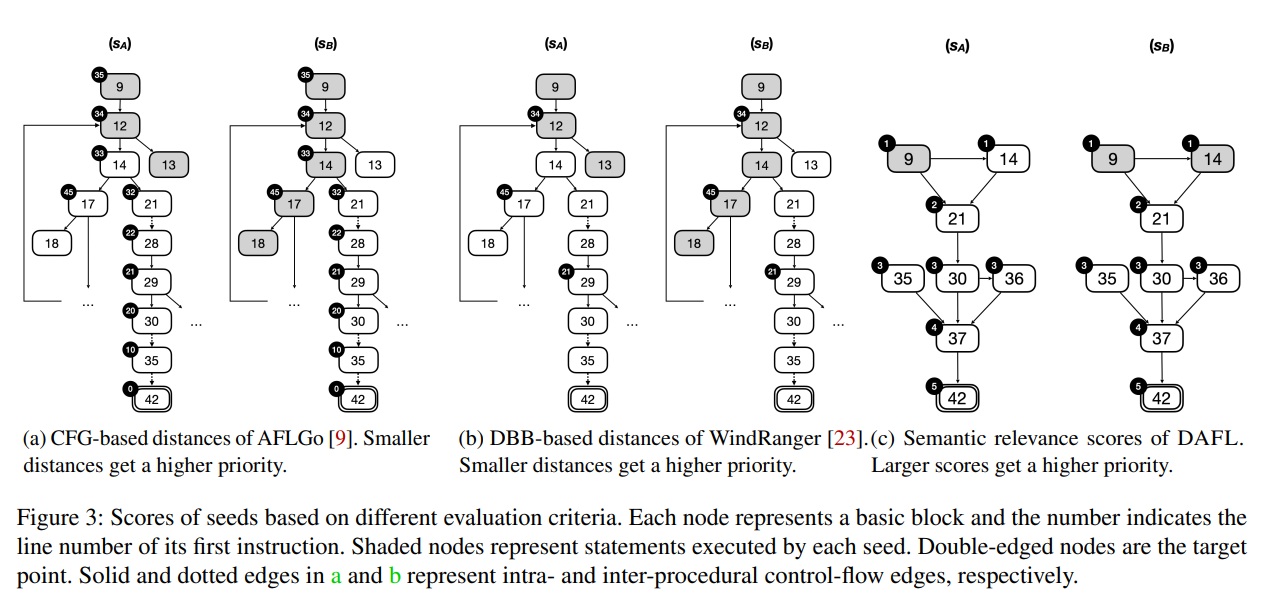 (sA) (sB) (sA) (sB) (sA) (sB)
35 9 35 9 9 9
34 12 34 12 34 12 34 12
33 14 13 33 14 13 14 13 14 13 1 9 1 14 1 9 1 14
45 17 32 21 45 17 32 21 45 17 21 45 17 21 2 21 2 21
18 22 28 18 22 28 18 28 18 28
... 21 29 ... 21 29 ... 21 29 ... 21 29 3 35 3 30 3 36 3 35 3 30 3 36
20 30 ... 20 30 ... 30 ... 30 ... 4 37 4 37
10 35 10 35 35 35
0 42 0 42 42 42 5 42 5 42
(a) CFG-based distances of AFLGo [9]. Smaller
distances get a higher priority.
(b) DBB-based distances of WindRanger [23].
Smaller distances get a higher priority.
(c) Semantic relevance scores of DAFL.
Larger scores get a higher priority.
Figure 3: Scores of seeds based on different evaluation criteria. Each node represents a basic block and the number indicates the
line number of its first instruction. Shaded nodes represent statements executed by each seed. Double-edged nodes are the target
point. Solid and dotted edges in a and b represent intra- and inter-procedural control-flow edges, respectively.